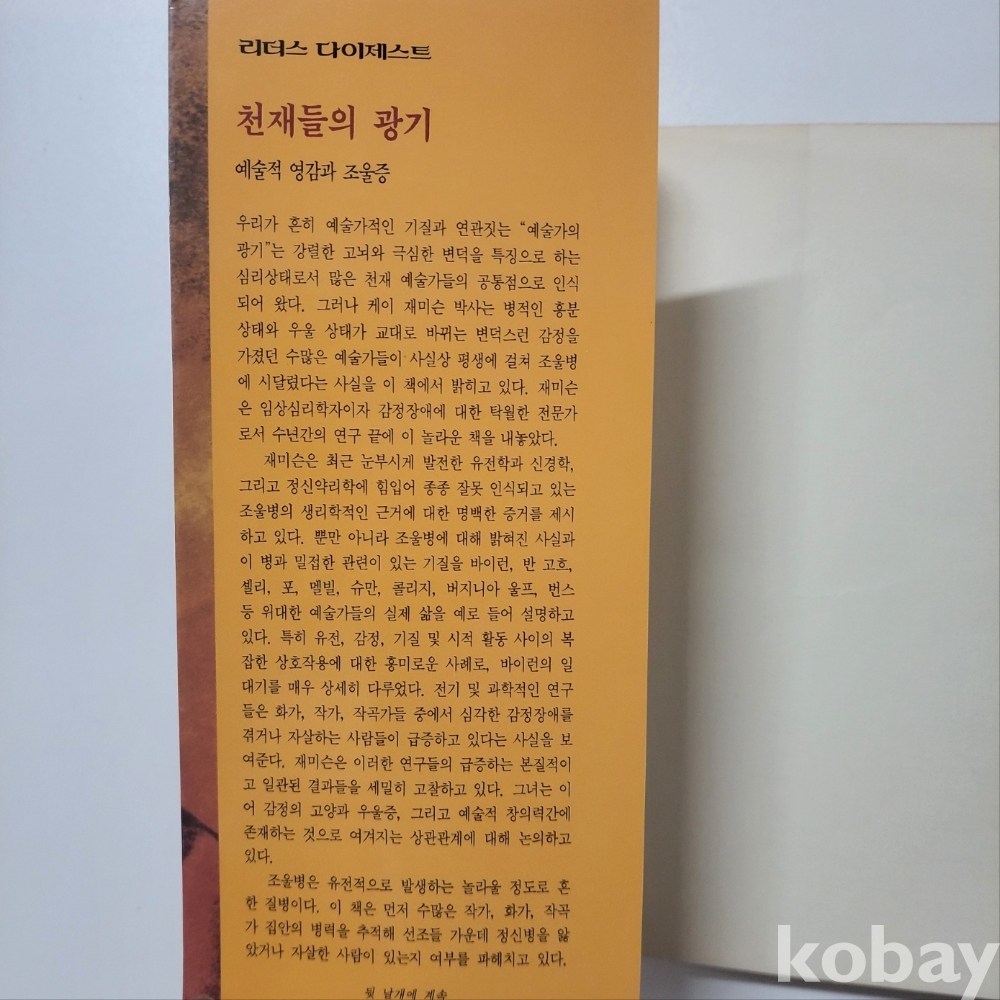 리더스 다이제스트
천재들의 광기
예술적 영감과 조울증
우리가 흔히 예술가적인 기질과 연관짓는 “예술가의
광기”는 강렬한 고뇌와 극심한 변덕을 특징으로 하는
심리상태로서 많은 천재 예술가들의 공통점으로 인식
되어 왔다. 그러나 케이 재미슨 박사는 병적인 흥분
상태와 우울 상태가 교대로 바뀌는 변덕스런 감정을
가졌던 수많은 예술가들이 사실상 평생에 걸쳐 조울병
에 시달렸다는 사실을 이 책에서 밝히고 있다. 재미슨
은 임상심리학자이자 감정장애에 대한 탁월한 전문가
로서 수년간의 연구 끝에 이 놀라운 책을 내놓았다.
재미슨은 최근 눈부시게 발전한 유전학과 신경학,
그리고 정신약리학에 힘입어 종종 잘못 인식되고 있는
조울병의 생리학적인 근거에 대한 명백한 증거를 제시
하고 있다. 뿐만 아니라 조울병에 대해 밝혀진 사실과
이 병과 밀접한 관련이 있는 기질을 바이런, 반 고흐,
셸리, 포, 멜빌, 슈만, 콜리지, 버지니아 울프, 번스
등 위대한 예술가들의 실제 삶을 예로 들어 설명하고
있다. 특히 유전, 감정, 기질 및 시적 활동 사이의 복
잡한 상호작용에 대한 흥미로운 사례로, 바이런의 일
대기를 매우 상세히 다루었다. 전기 및 과학적인 연구
들은 화가, 작가, 작곡가들 중에서 심각한 감정장애를
겪거나 자살하는 사람들이 급증하고 있다는 사실을 보
여준다. 재미슨은 이러한 연구들의 급증하는 본질적이
고 일관된 결과들을 세밀히 고찰하고 있다. 그녀는 이
어 감정의 고양과 우울증, 그리고 예술적 창의력간에
존재하는 것으로 여겨지는 상관관계에 대해 논의하고
있다.
조울병은 유전적으로 발생하는 놀라울 정도로 흔
한 질병이다. 이 책은 먼저 수많은 작가, 화가, 작곡
가 집안의 병력을 추적해 선조들 가운데 정신병을 앓
았거나 자살한 사람이 있는지 여부를 파헤치고 있다.
뒷 날개에 계속
kobay